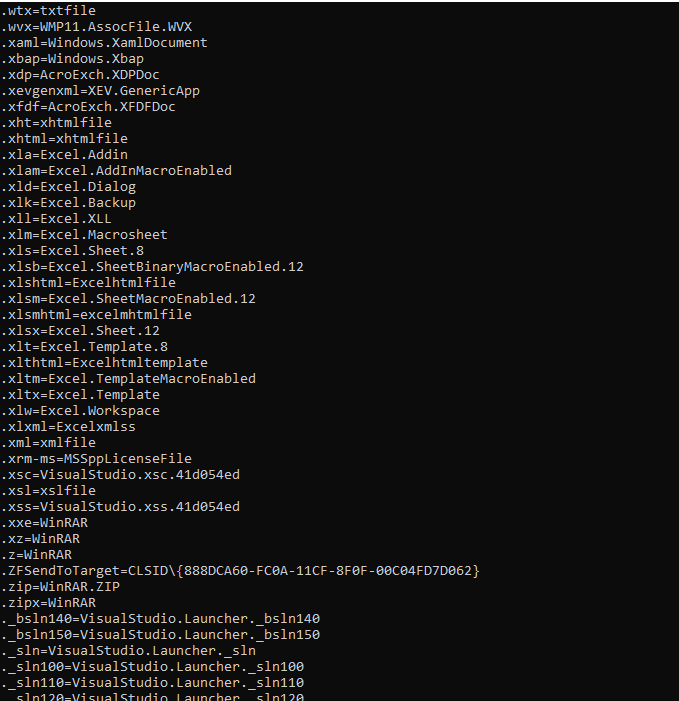 .wtx=txtfile
.wvx=WMP11.AssocFile.WVX
.xaml=Windows.XamlDocument
.xbap=Windows.Xbap
.xdp=AcroExch.XDPDoc
.xevgenxml=XEV.GenericApp
.xfdf=AcroExch.XFDFDoc
.xht=xhtmlfile
.xhtml=xhtmlfile
.xla=Excel.Addin
.xlam=Excel.AddInMacroEnabled
.xld=Excel.Dialog
.xlk=Excel.Backup
.xll=Excel.XLL
.xlm=Excel.Macrosheet
.xls=Excel.Sheet.8
.xlsb=Excel.SheetBinaryMacroEnabled.12
.xlshtml=Excelhtmlfile
.xlsm=Excel.SheetMacroEnabled.12
.xlsmhtml=excelmhtmlfile
.xlsx=Excel.Sheet.12
.xlt=Excel.Template.8
.xlthtml=Excelhtmltemplate
.xltm=Excel.TemplateMacroEnabled
.xltx=Excel.Template
.xlw=Excel.Workspace
.xlxml=Excelxmlss
.xml=xmlfile
.xrm-ms=MSSppLicenseFile
.xsc=VisualStudio.xsc.41d054ed
.xsl=xslfile
.xss=VisualStudio.xss.41d054ed
.xxe=WinRAR
.xz=WinRAR
.z=WinRAR
.ZFSendToTarget=CLSID\{888DCA60-FC0A-11CF-8F0F-00C04FD7D062}
.zip=WinRAR.ZIP
.zipx=WinRAR
._bsln140=VisualStudio.Launcher._bsln140
._bsln150=VisualStudio.Launcher._bsln150
._sln=VisualStudio.Launcher._sln
._sln100=VisualStudio.Launcher._sln100
._sln110=VisualStudio.Launcher._sln110
._sln120=VisualStudio.Launcher._sln120